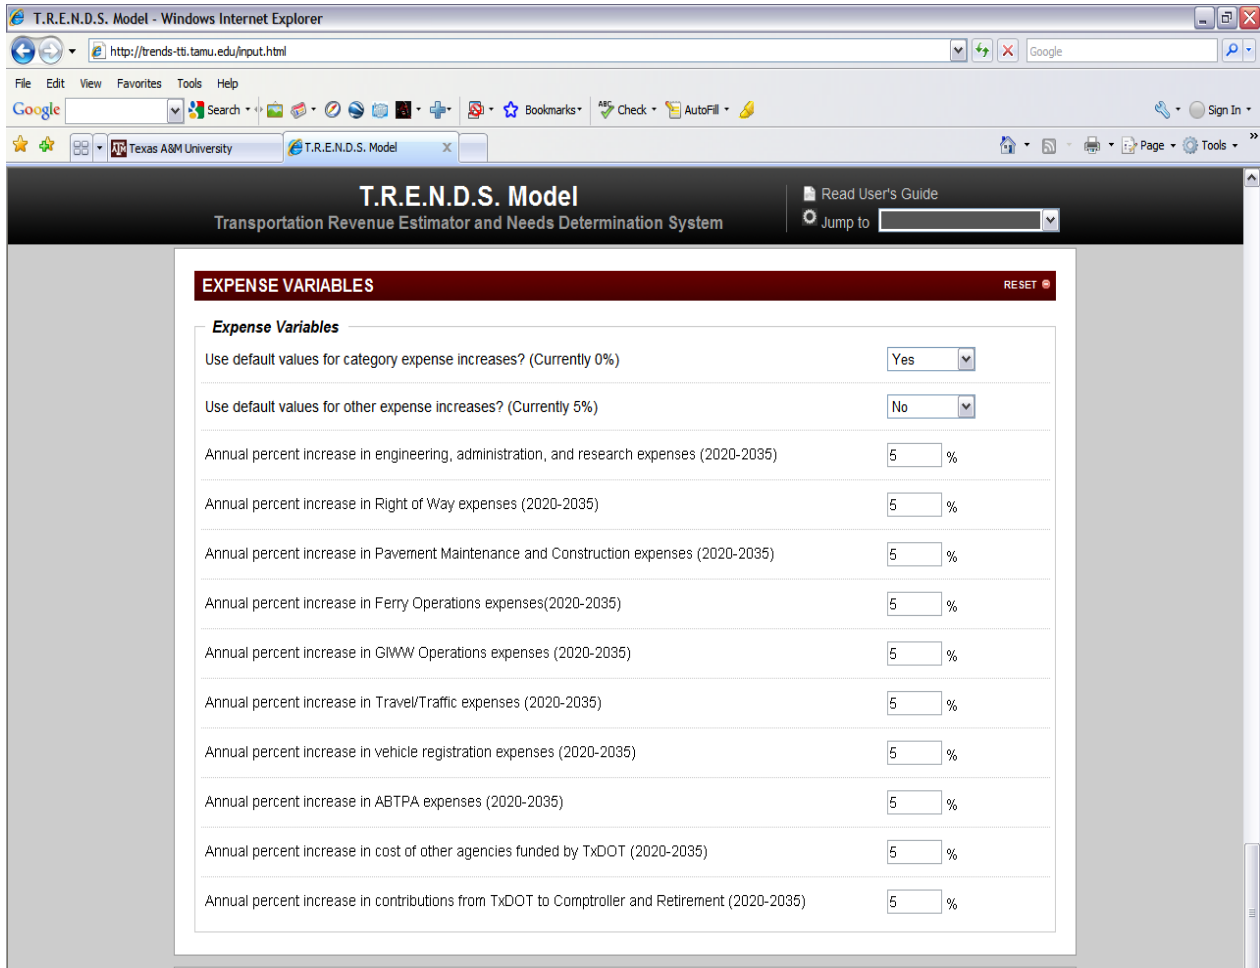 T.R.E.N.D.S. Model - Windows Internet Explorer
http://trends-tti.tamu.edu/input.html
Google
File Edit View Favorites Tools Help
Google Search Bookmarks Check AutoFill Sign In
Texas A&M University T.R.E.N.D.S. Model X Page Tools »
T.R.E.N.D.S. Model
Transportation Revenue Estimator and Needs Determination System
Read User's Guide
Jump to
EXPENSE VARIABLES RESET
Expense Variables
Use default values for category expense increases? (Currently 0%) Yes
Use default values for other expense increases? (Currently 5%) No
Annual percent increase in engineering, administration, and research expenses (2020-2035) 5 %
Annual percent increase in Right of Way expenses (2020-2035) 5 %
Annual percent increase in Pavement Maintenance and Construction expenses (2020-2035) 5 %
Annual percent increase in Ferry Operations expenses(2020-2035) 5 %
Annual percent increase in GIWW Operations expenses (2020-2035) 5 %
Annual percent increase in Travel/Traffic expenses (2020-2035) 5 %
Annual percent increase in vehicle registration expenses (2020-2035) 5 %
Annual percent increase in ABTPA expenses (2020-2035) 5 %
Annual percent increase in cost of other agencies funded by TxDOT (2020-2035) 5 %
Annual percent increase in contributions from TxDOT to Comptroller and Retirement (2020-2035) 5 %